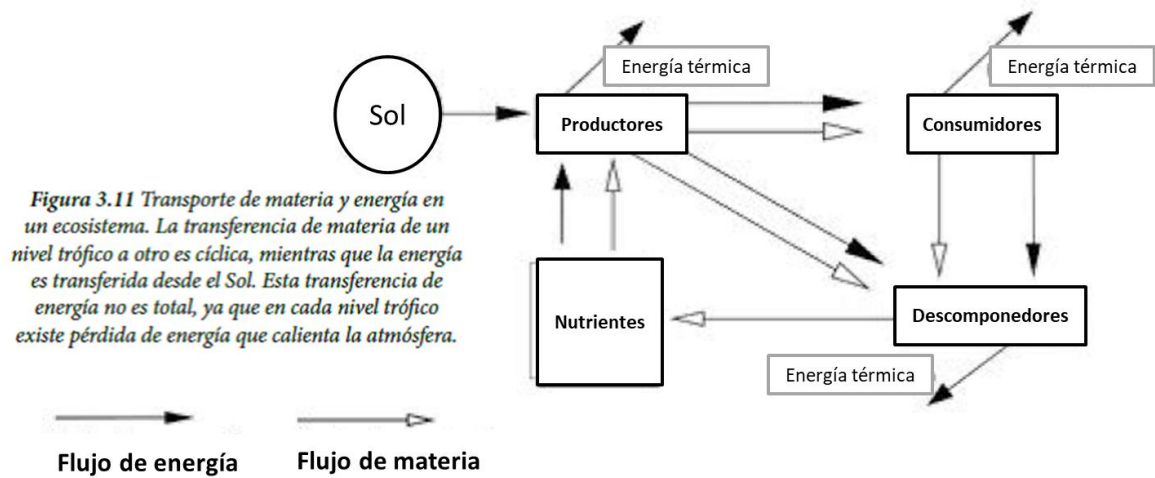 Energía térmica
Energía térmica
Sol
Productores
Consumidores
Figura 3.11 Transporte de materia y energía en
un ecosistema. La transferencia de materia de un
nivel trófico a otro es cíclica, mientras que la energía
es transferida desde el Sol. Esta transferencia de
energía no es total, ya que en cada nivel trófico
existe pérdida de energía que calienta la atmósfera.
Nutrientes
Descomponedores
Energía térmica
Flujo de energía
Flujo de materia